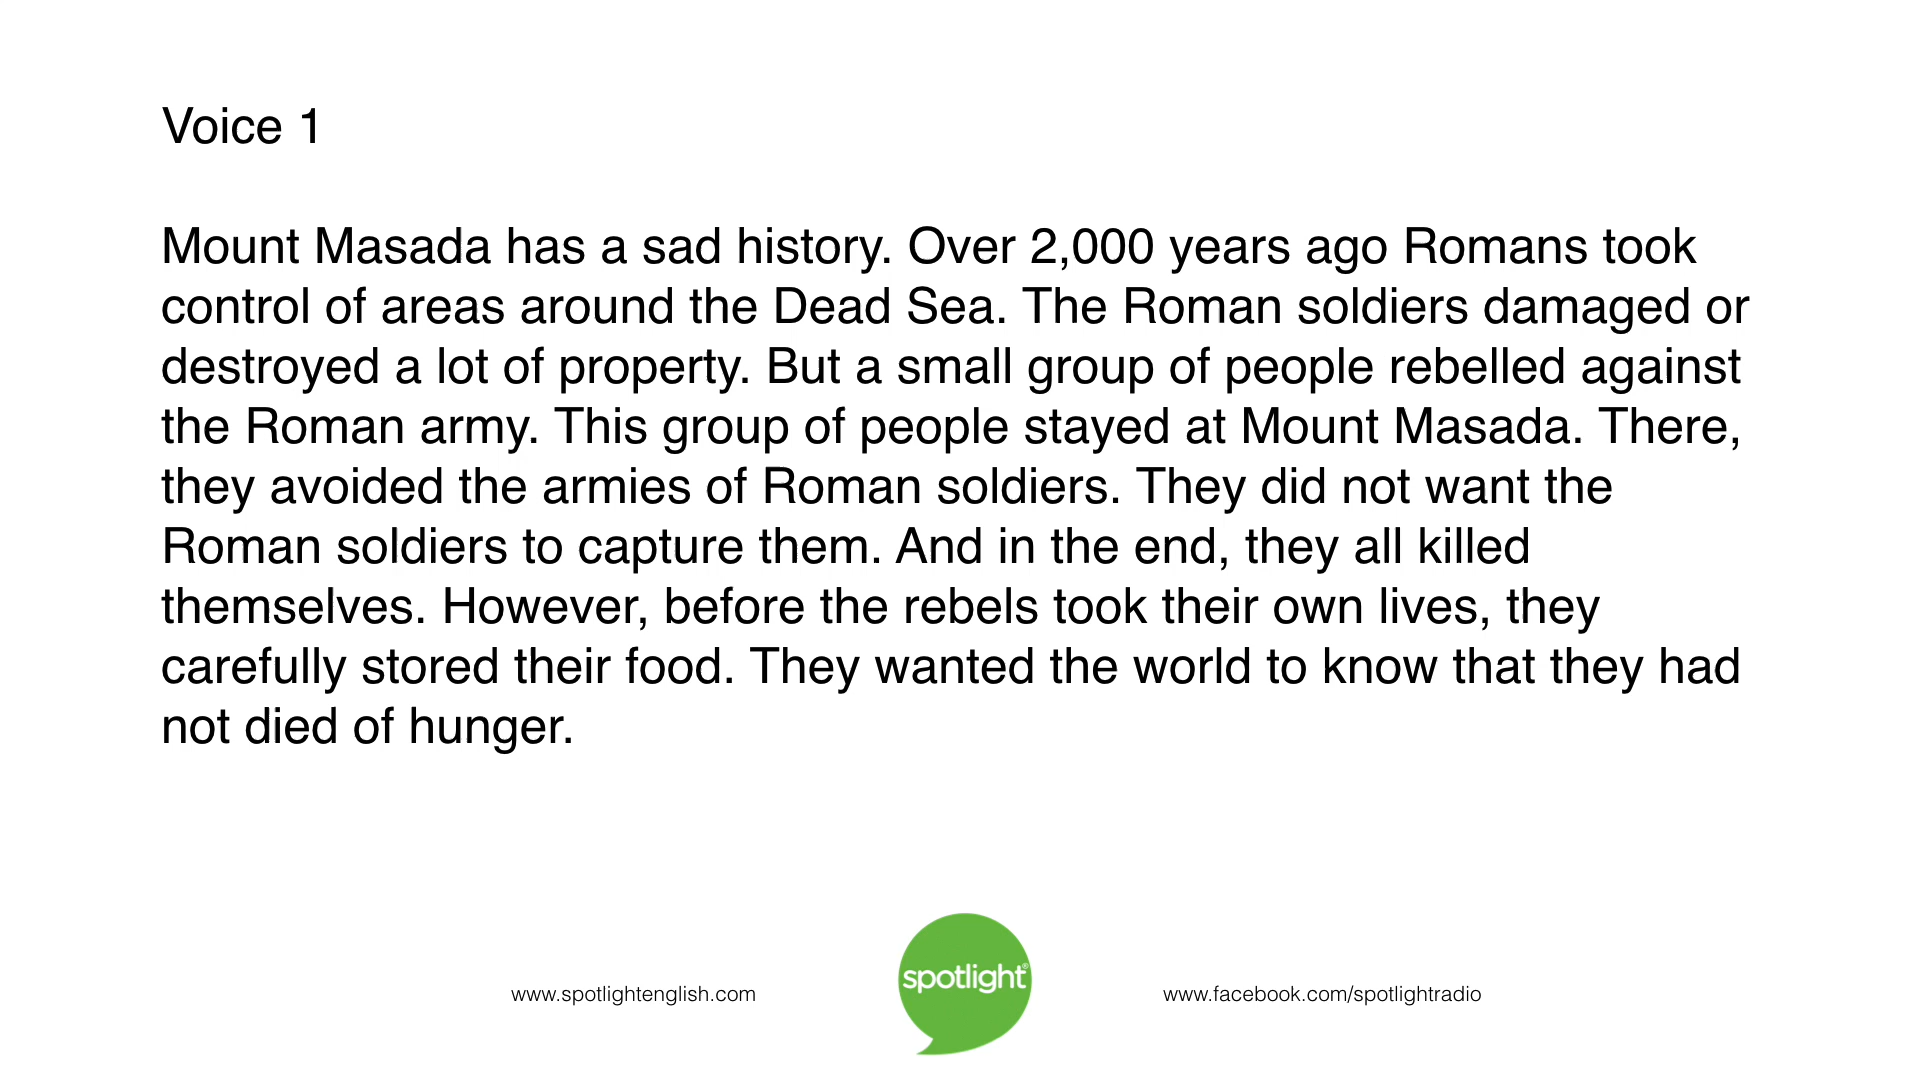 Voice 1
Mount Masada has a sad history. Over 2,000 years ago Romans took
control of areas around the Dead Sea. The Roman soldiers damaged or
destroyed a lot of property. But a small group of people rebelled against
the Roman army. This group of people stayed at Mount Masada. There,
they avoided the armies of Roman soldiers. They did not want the
Roman soldiers to capture them. And in the end, they all killed
themselves. However, before the rebels took their own lives, they
carefully stored their food. They wanted the world to know that they had
not died of hunger.
www.spotlightenglish.com
spotlight®
www.facebook.com/spotlightradio